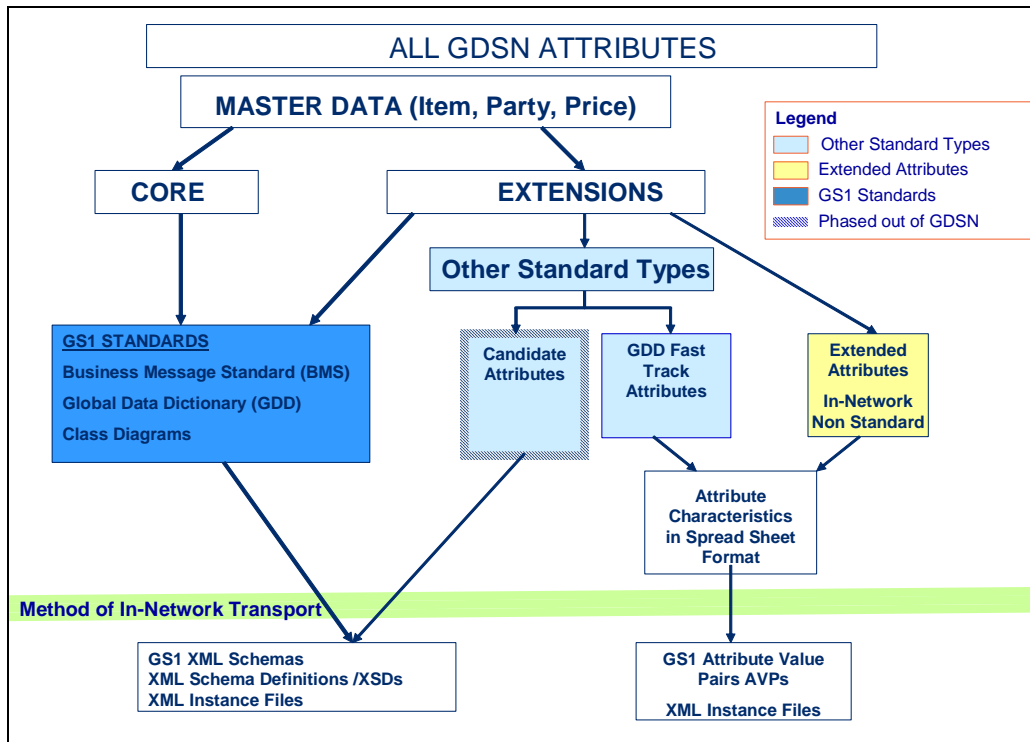 ALL GDSN ATTRIBUTES
MASTER DATA (Item, Party, Price)
Legend
Other Standard Types
Extended Attributes
GS1 Standards
Phased out of GDSN
CORE
EXTENSIONS
Other Standard Types
GS1 STANDARDS
Business Message Standard (BMS)
Global Data Dictionary (GDD)
Class Diagrams
Candidate
Attributes
GDD Fast
Track
Attributes
Extended
Attributes
In-Network
Non Standard
Attribute
Characteristics
in Spread Sheet
Format
Method of In-Network Transport
GS1 XML Schemas
XML Schema Definitions /XSDs
XML Instance Files
GS1 Attribute Value
Pairs AVPs
XML Instance Files